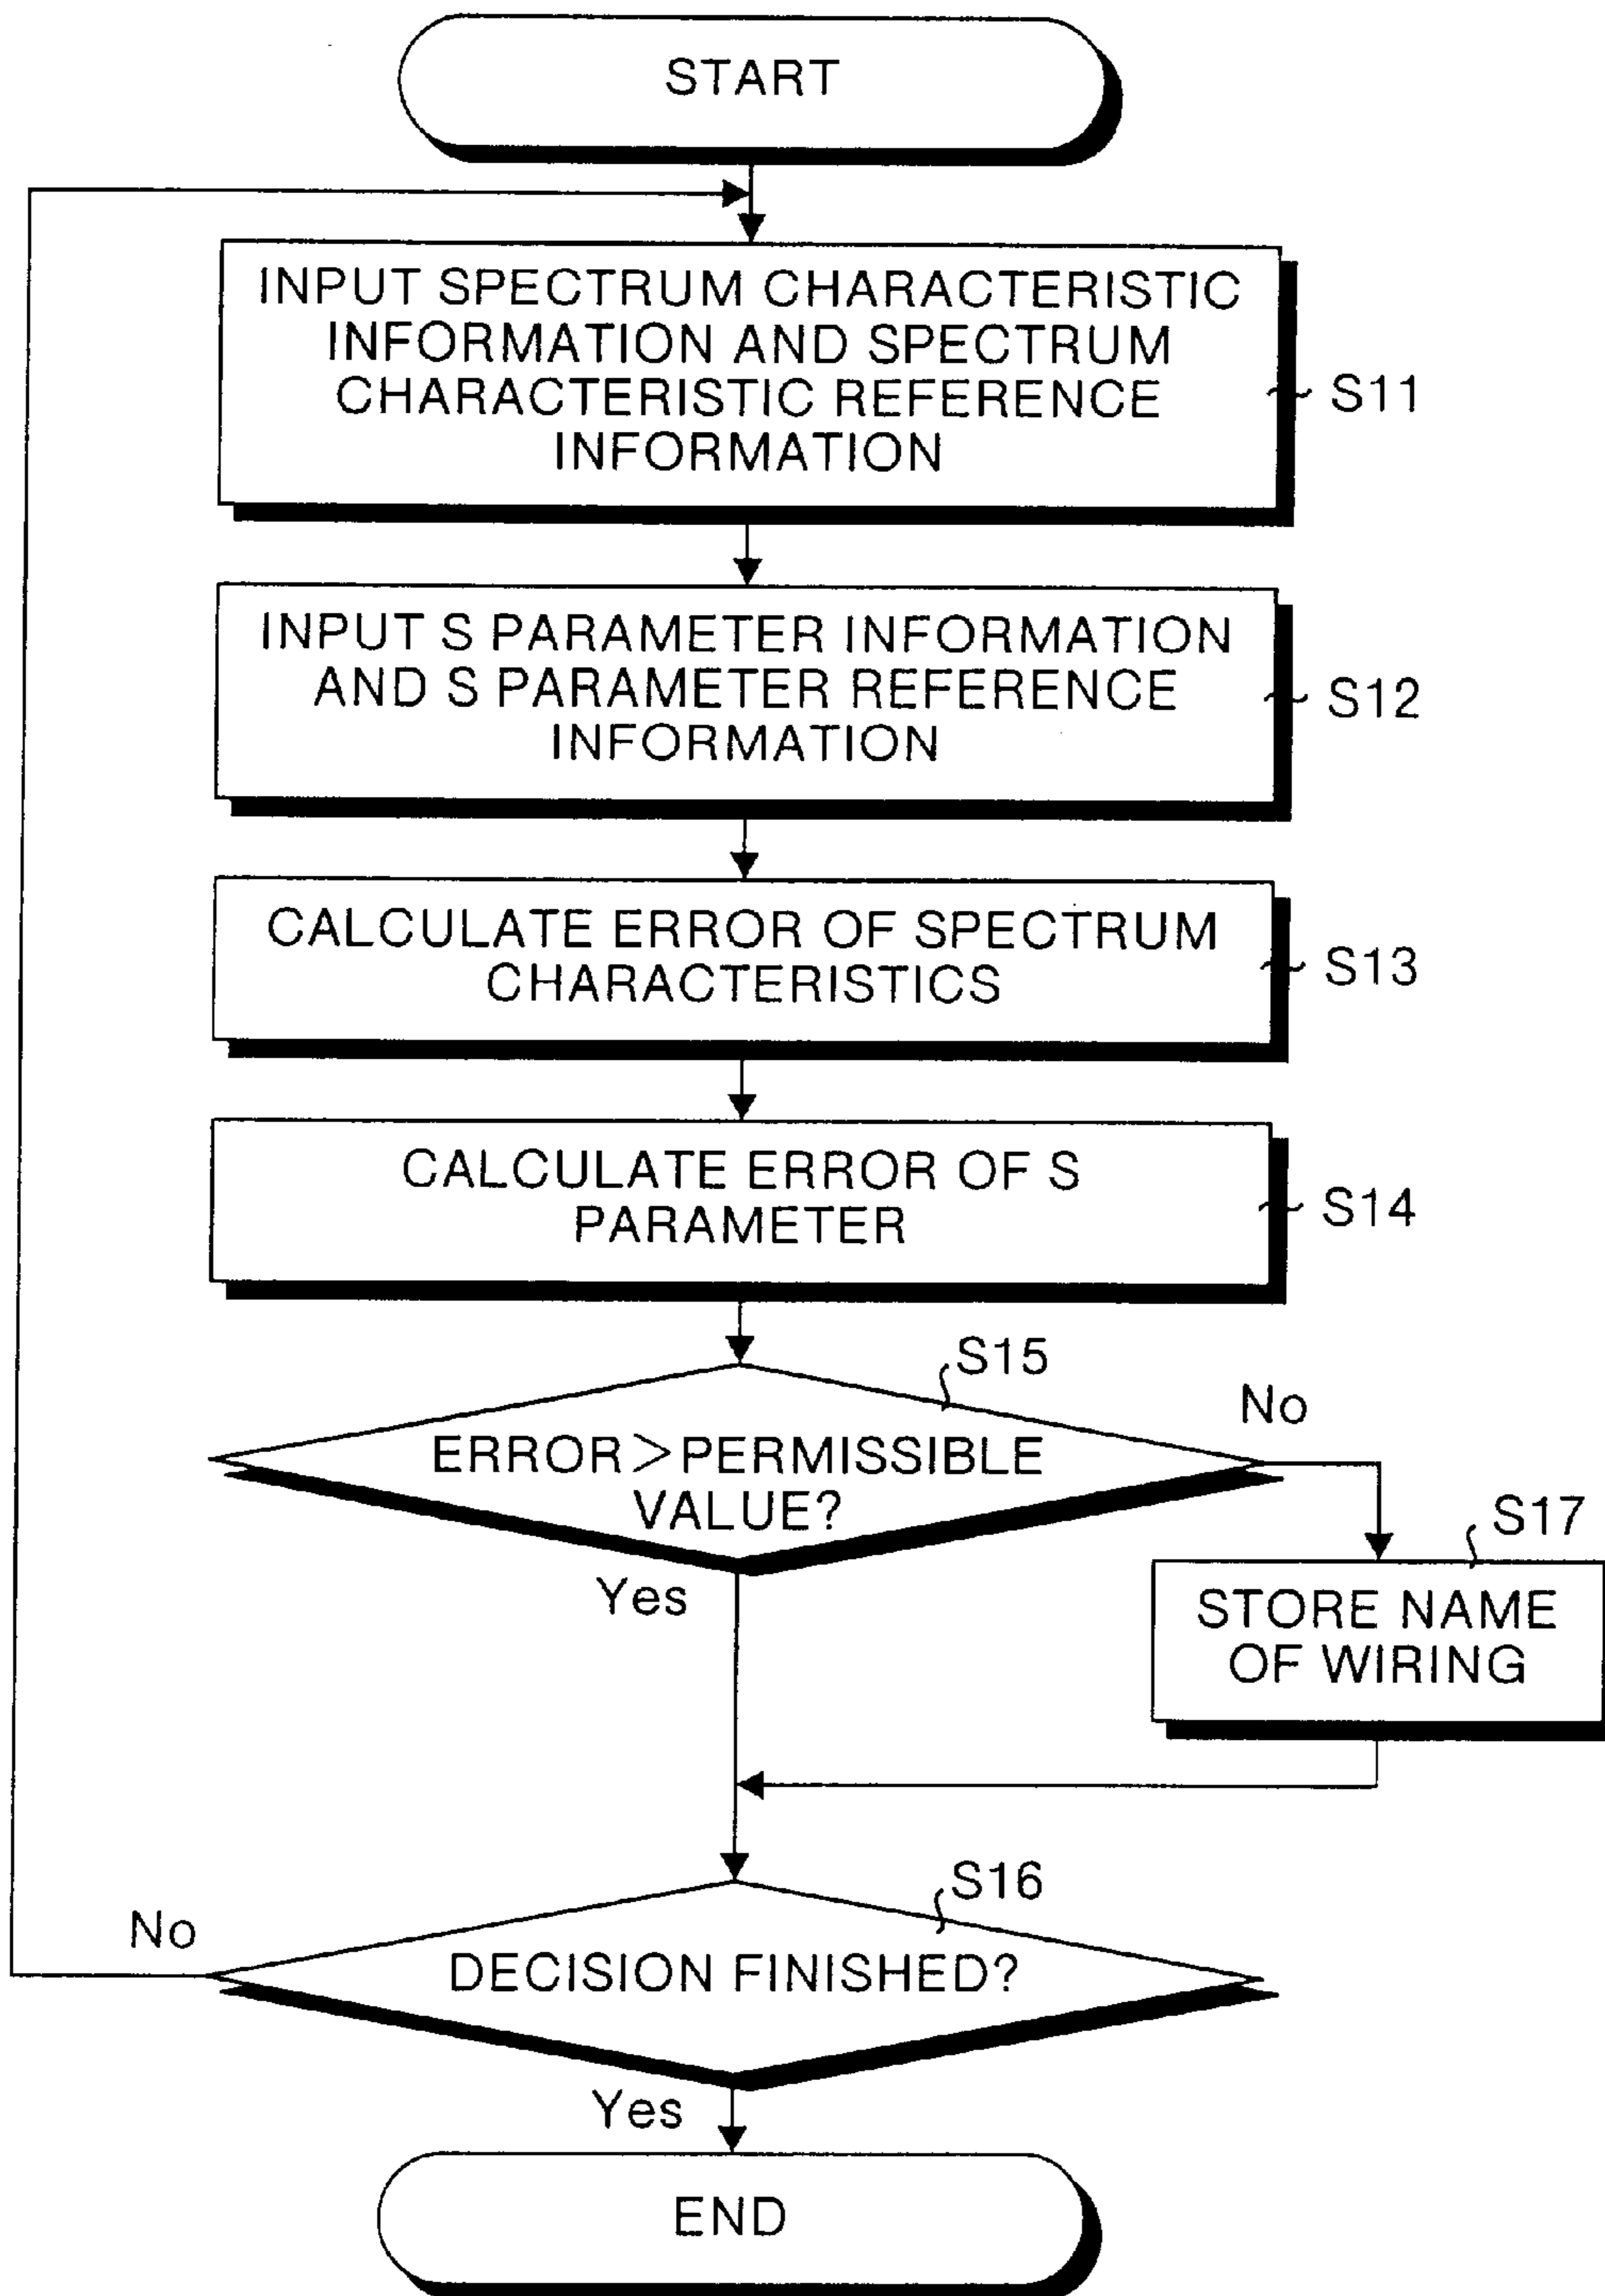 START
INPUT SPECTRUM CHARACTERISTIC
INFORMATION AND SPECTRUM
CHARACTERISTIC REFERENCE
INFORMATION
S11
INPUT S PARAMETER INFORMATION
AND S PARAMETER REFERENCE
INFORMATION
S12
CALCULATE ERROR OF SPECTRUM
CHARACTERISTICS
S13
CALCULATE ERROR OF S
PARAMETER
S14
S15
No
ERROR>PERMISSIBLE
VALUE?
Yes
S17
STORE NAME
OF WIRING
S16
No
DECISION FINISHED?
Yes
END